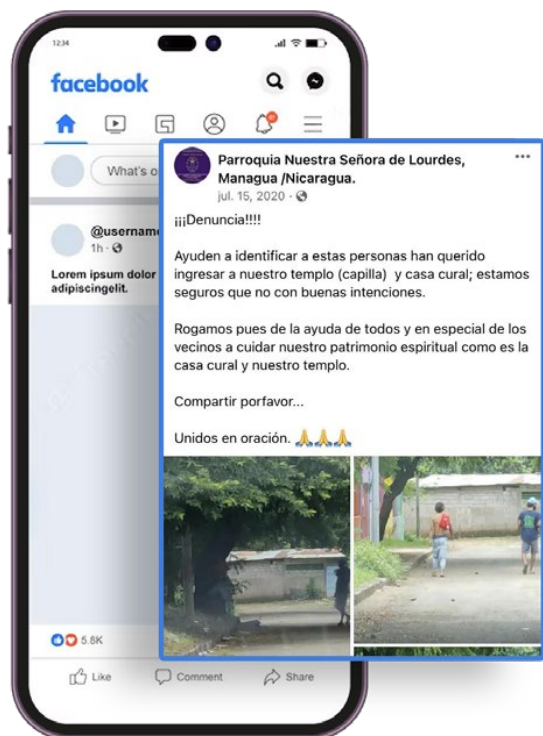 12:34
facebook
What's o
@username
1h ·
Lorem ipsum dolor
adipiscingelit.
Parroquia Nuestra Señora de Lourdes,
Managua /Nicaragua.
jul. 15, 2020 ·
¡¡¡Denuncia!!!!
Ayuden a identificar a estas personas han querido
ingresar a nuestro templo (capilla)  y casa cural; estamos
seguros que no con buenas intenciones.
Rogamos pues de la ayuda de todos y en especial de los
vecinos a cuidar nuestro patrimonio espiritual como es la
casa cural y nuestro templo.
Compartir porfavor...
Unidos en oración. 🙏🙏🙏
5.8K
Like
Comment
Share